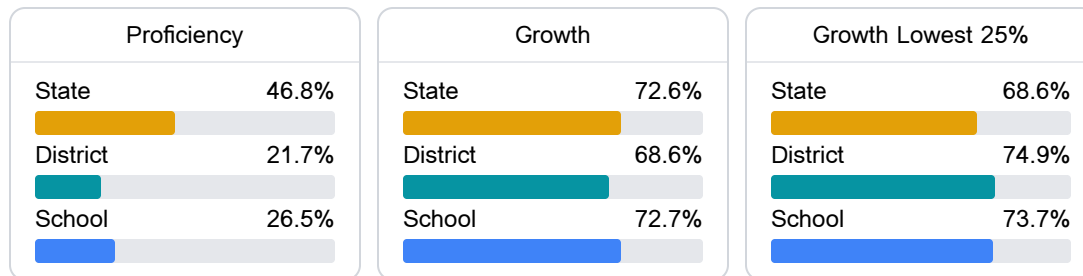 Proficiency
State 46.8%
District 21.7%
School 26.5%
Growth
State 72.6%
District 68.6%
School 72.7%
Growth Lowest 25%
State 68.6%
District 74.9%
School 73.7%